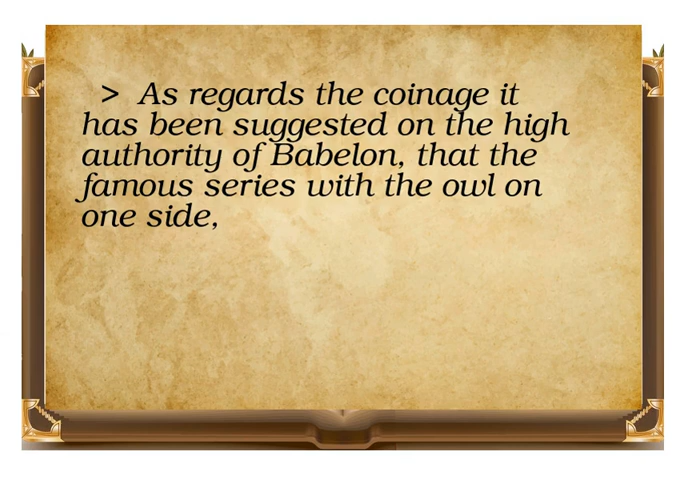 > As regards the coinage it
has been suggested on the high
authority of Babelon, that the
famous series with the owl on
one side,